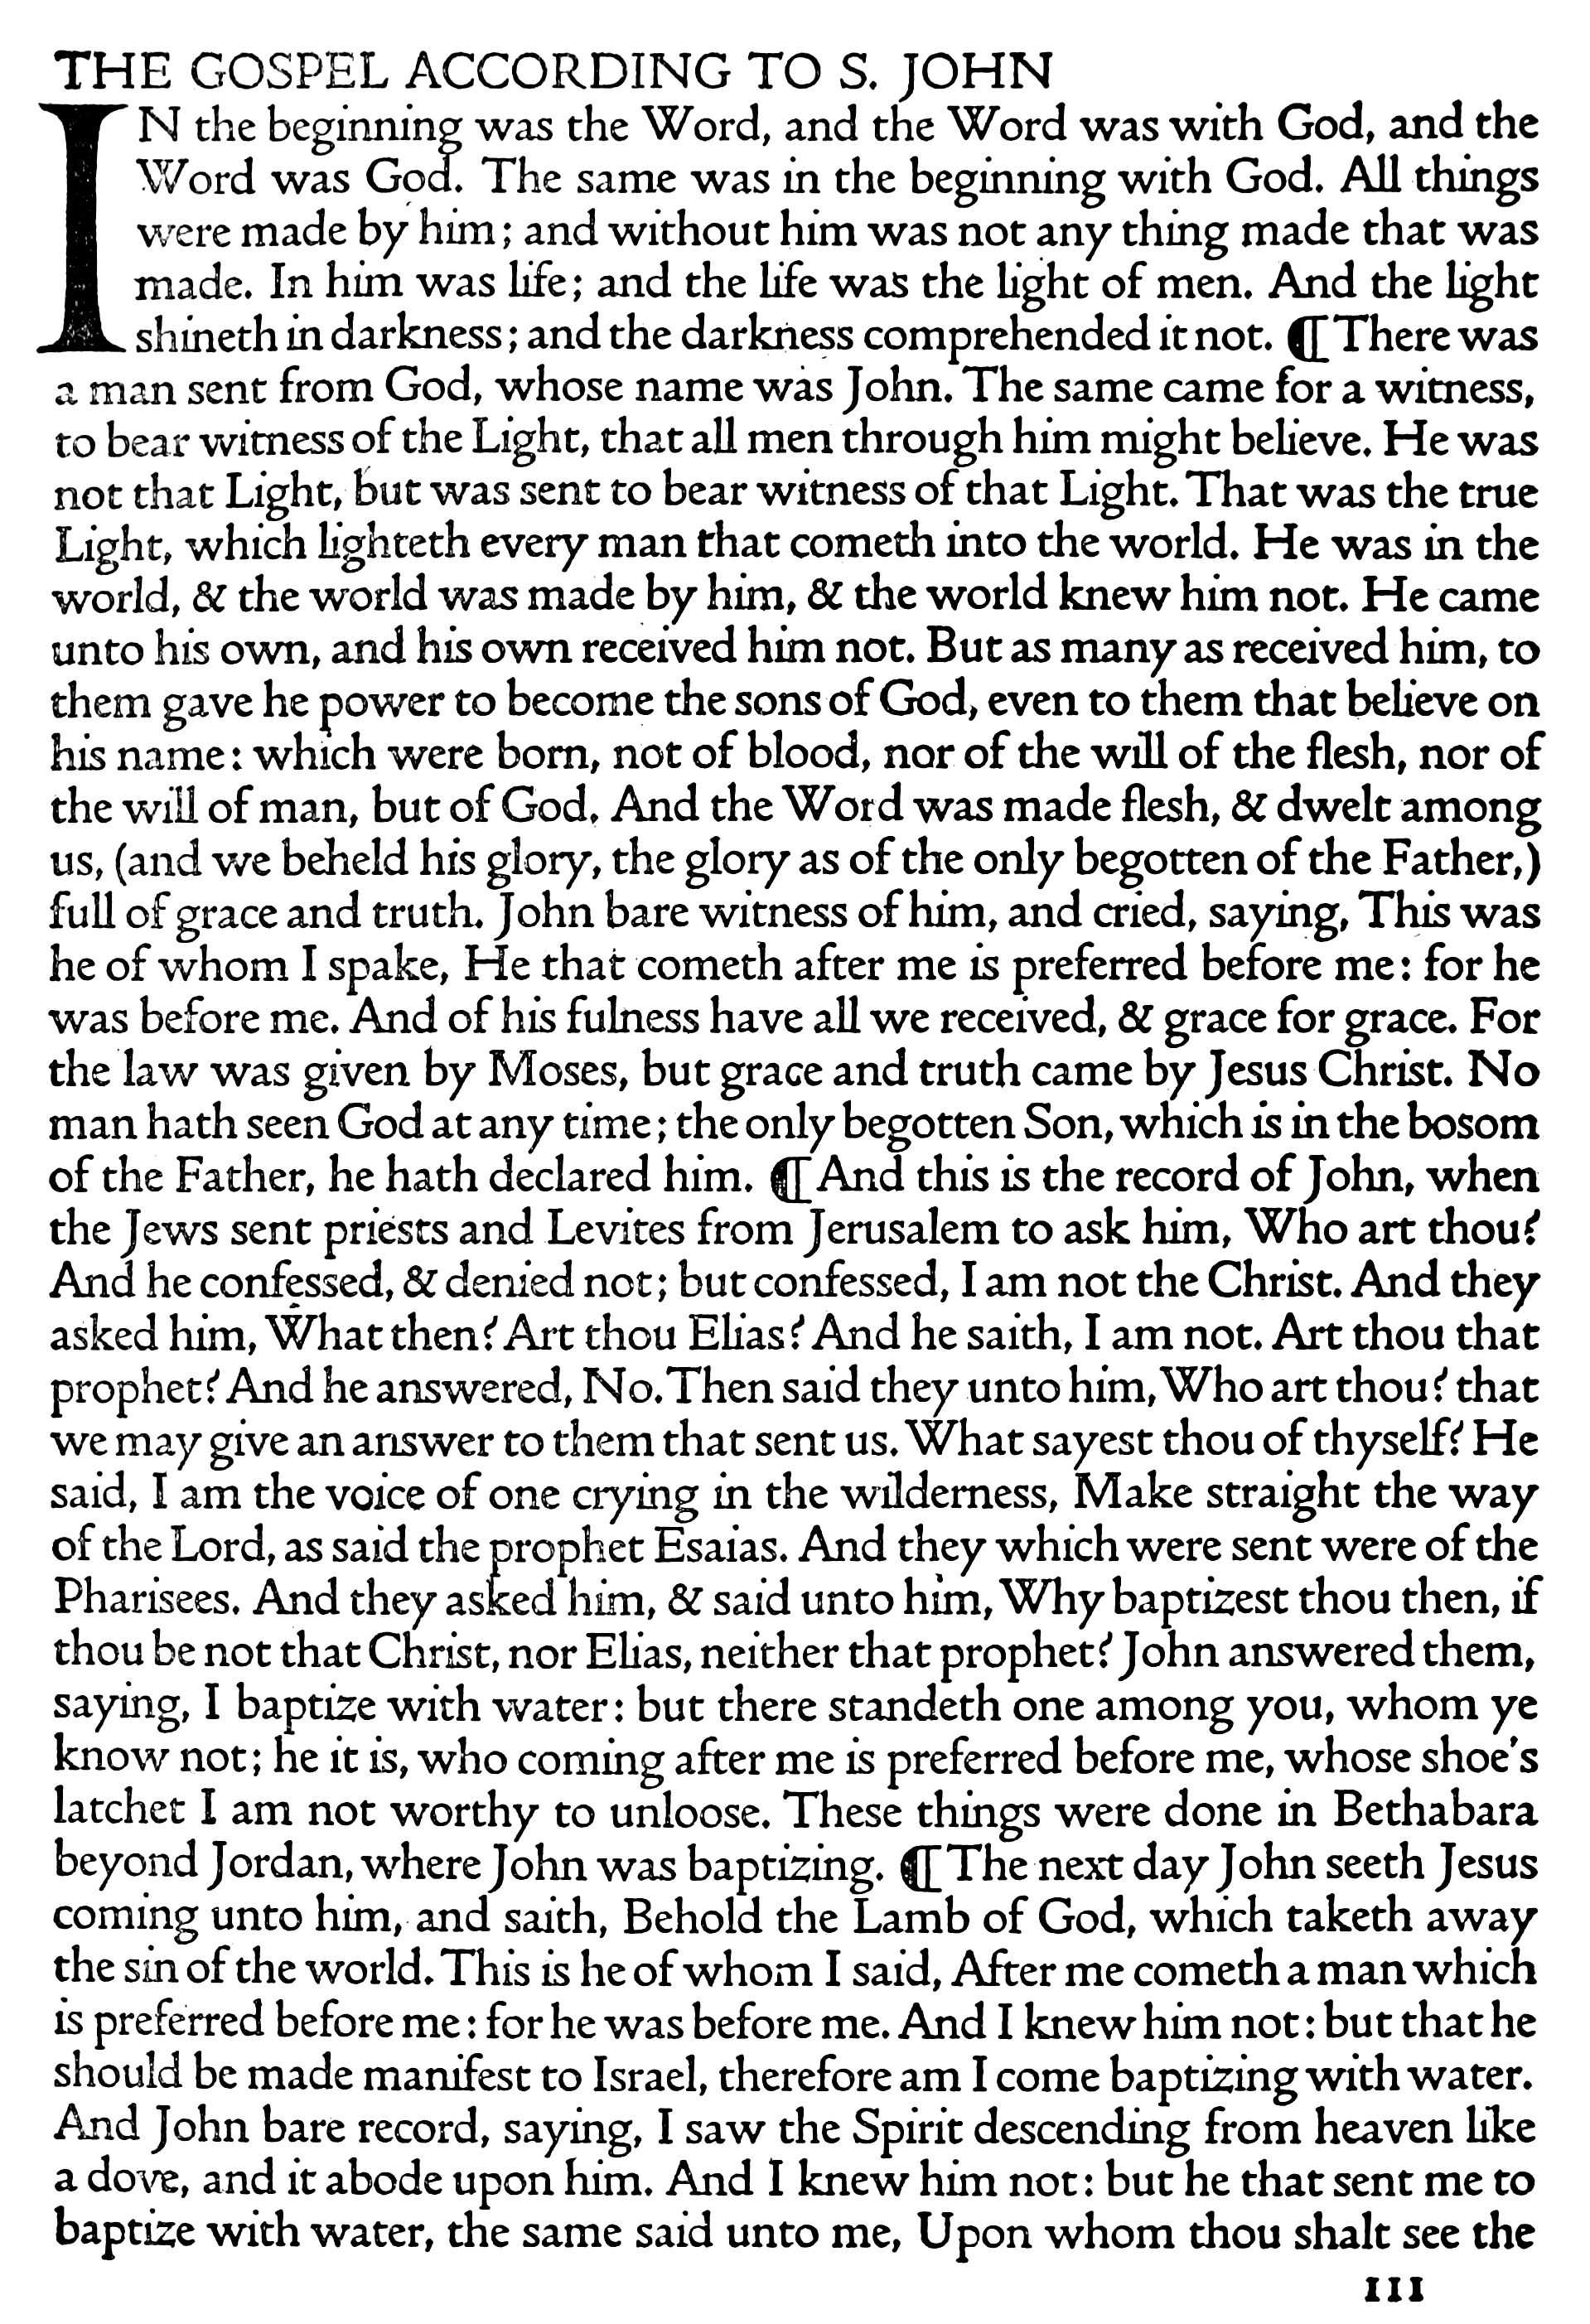 THE GOSPEL ACCORDING TO S. JOHN
IN the beginning was the Word, and the Word was with God, and the
Word was God. The same was in the beginning with God. All things
were made by him; and without him was not any thing made that was
made. In him was life; and the life was the light of men. And the light
shineth in darkness; and the darkness comprehended it not. ¶ There was
a man sent from God, whose name was John. The same came for a witness,
to bear witness of the Light, that all men through him might believe. He was
not that Light, but was sent to bear witness of that Light. That was the true
Light, which lighteth every man that cometh into the world. He was in the
world, & the world was made by him, & the world knew him not. He came
unto his own, and his own received him not. But as many as received him, to
them gave he power to become the sons of God, even to them that believe on
his name: which were born, not of blood, nor of the will of the flesh, nor of
the will of man, but of God. And the Word was made flesh, & dwelt among
us, (and we beheld his glory, the glory as of the only begotten of the Father,)
full of grace and truth. John bare witness of him, and cried, saying, This was
he of whom I spake, He that cometh after me is preferred before me: for he
was before me. And of his fulness have all we received, & grace for grace. For
the law was given by Moses, but grace and truth came by Jesus Christ. No
man hath seen God at any time; the only begotten Son, which is in the bosom
of the Father, he hath declared him. ¶ And this is the record of John, when
the Jews sent priests and Levites from Jerusalem to ask him, Who art thou?
And he confessed, & denied not; but confessed, I am not the Christ. And they
asked him, What then? Art thou Elias? And he saith, I am not. Art thou that
prophet? And he answered, No. Then said they unto him, Who art thou? that
we may give an answer to them that sent us. What sayest thou of thyself? He
said, I am the voice of one crying in the wilderness, Make straight the way
of the Lord, as said the prophet Esaias. And they which were sent were of the
Pharisees. And they asked him, & said unto him, Why baptizest thou then, if
thou be not that Christ, nor Elias, neither that prophet? John answered them,
saying, I baptize with water: but there standeth one among you, whom ye
know not; he it is, who coming after me is preferred before me, whose shoe's
latchet I am not worthy to unloose. These things were done in Bethabara
beyond Jordan, where John was baptizing. ¶ The next day John seeth Jesus
coming unto him, and saith, Behold the Lamb of God, which taketh away
the sin of the world. This is he of whom I said, After me cometh a man which
is preferred before me: for he was before me. And I knew him not: but that he
should be made manifest to Israel, therefore am I come baptizing with water.
And John bare record, saying, I saw the Spirit descending from heaven like
a dove, and it abode upon him. And I knew him not: but he that sent me to
baptize with water, the same said unto me, Upon whom thou shalt see the
III